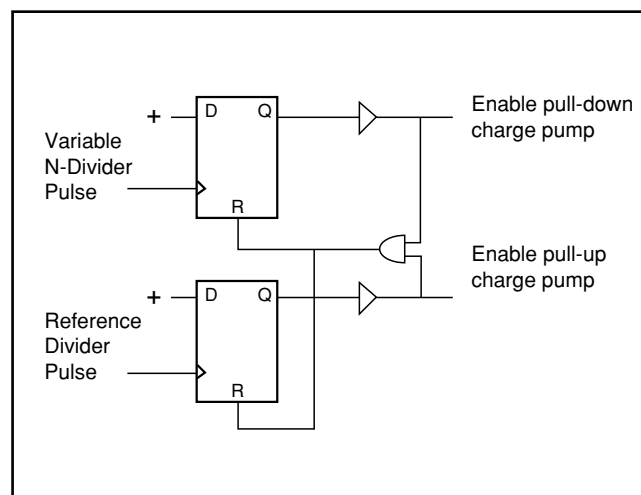 Enable pull-down
charge pump
+
D
Q
Variable
N-Divider
Pulse
R
Enable pull-up
charge pump
+
D
Q
Reference
Divider
Pulse
R